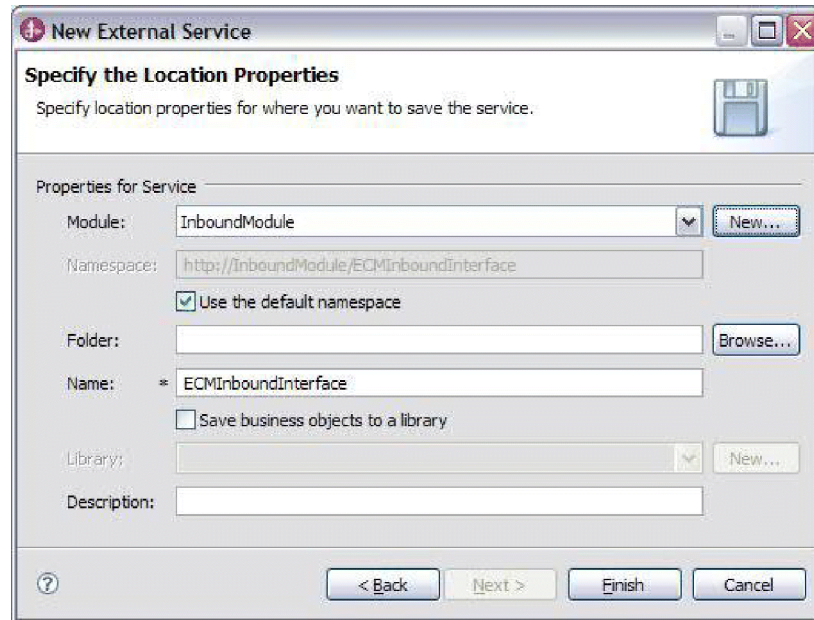 New External Service
Specify the Location Properties
Specify location properties for where you want to save the service.
Properties for Service
Module: InboundModule New...
Namespace: http://InboundModule/ECMInboundInterface
Use the default namespace
Folder: Browse...
Name: * ECMInboundInterface
Save business objects to a library
Library: New...
Description:
? < Back Next > Finish Cancel